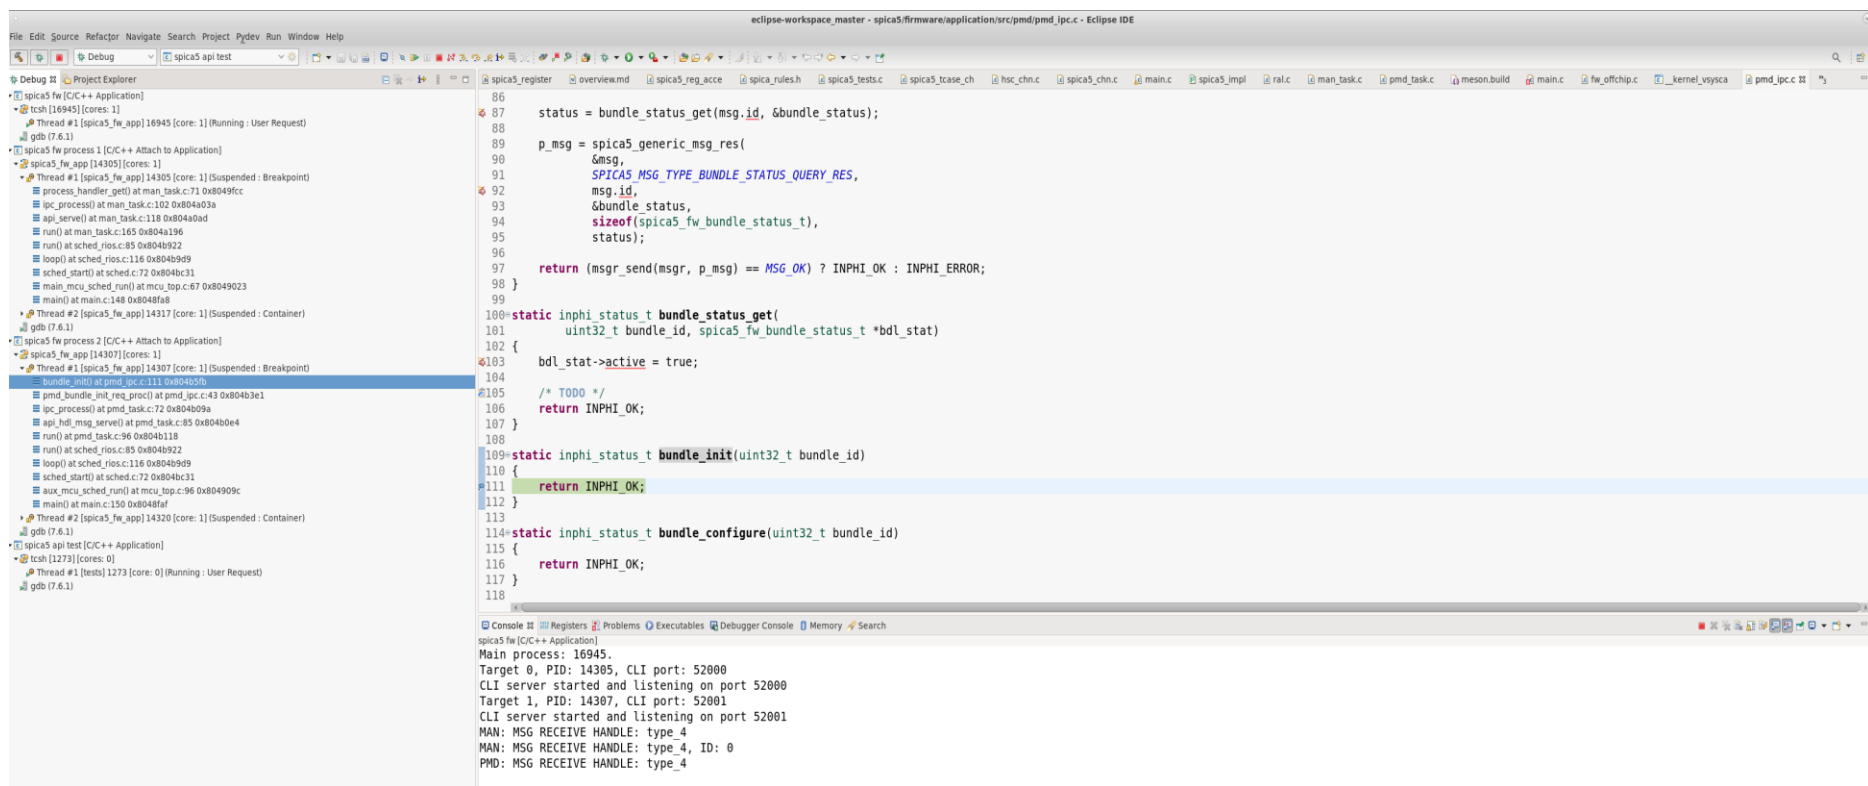 eclipse-workspace_master - spica5/firmware/application/src/pmd/pmd_ipc.c - Eclipse IDE
File Edit Source Refactor Navigate Search Project Pydev Run Window Help
Debug spica5 api test
Debug Project Explorer
spica5 fw [C/C++ Application]
tcsh [16945] [cores: 1]
Thread #1 [spica5_fw_app] 16945 [core: 1] (Running : User Request)
gdb (7.6.1)
spica5 fw process 1 [C/C++ Attach to Application]
spica5_fw_app [14305] [cores: 1]
Thread #1 [spica5_fw_app] 14305 [core: 1] (Suspended : Breakpoint)
process_handler_get() at man_task.c:71 0x8049fcc
ipc_process() at man_task.c:102 0x804a03a
api_serve() at man_task.c:118 0x804a0ad
run() at man_task.c:165 0x804a196
run() at sched_rios.c:85 0x804b922
loop() at sched_rios.c:116 0x804b9d9
sched_start() at sched.c:72 0x804bc31
main_mcu_sched_run() at mcu_top.c:67 0x8049023
main() at main.c:148 0x8048fa8
Thread #2 [spica5_fw_app] 14317 [core: 1] (Suspended : Container)
gdb (7.6.1)
spica5 fw process 2 [C/C++ Attach to Application]
spica5_fw_app [14307] [cores: 1]
Thread #1 [spica5_fw_app] 14307 [core: 1] (Suspended : Breakpoint)
bundle_init() at pmd_ipc.c:111 0x804b5fb
pmd_bundle_init_req_proc() at pmd_ipc.c:43 0x804b3e1
ipc_process() at pmd_task.c:72 0x804b09a
api_hdl_msg_serve() at pmd_task.c:85 0x804b0e4
run() at pmd_task.c:96 0x804b118
run() at sched_rios.c:85 0x804b922
loop() at sched_rios.c:116 0x804b9d9
sched_start() at sched.c:72 0x804bc31
aux_mcu_sched_run() at mcu_top.c:96 0x804909c
main() at main.c:150 0x8048faf
Thread #2 [spica5_fw_app] 14320 [core: 1] (Suspended : Container)
gdb (7.6.1)
spica5 api test [C/C++ Application]
tcsh [1273] [cores: 0]
Thread #1 [tests] 1273 [core: 0] (Running : User Request)
gdb (7.6.1)
spica5_register overview.md spica5_reg_acce spica_rules.h spica5_tests.c spica5_tcase_ch hsc_chn.c spica5_chn.c main.c spica5_impl ral.c man_task.c pmd_task.c meson.build main.c fw_offchip.c __kernel_vsysca pmd_ipc.c
86
87 status = bundle_status_get(msg.id, &bundle_status);
88
89 p_msg = spica5_generic_msg_res(
90 &msg,
91 SPICA5_MSG_TYPE_BUNDLE_STATUS_QUERY_RES,
92 msg.id,
93 &bundle_status,
94 sizeof(spica5_fw_bundle_status_t),
95 status);
96
97 return (msgr_send(msgr, p_msg) == MSG_OK) ? INPHI_OK : INPHI_ERROR;
98 }
99
100 static inphi_status_t bundle_status_get(
101 uint32_t bundle_id, spica5_fw_bundle_status_t *bdl_stat)
102 {
103 bdl_stat->active = true;
104
105 /* TODO */
106 return INPHI_OK;
107 }
108
109 static inphi_status_t bundle_init(uint32_t bundle_id)
110 {
111 return INPHI_OK;
112 }
113
114 static inphi_status_t bundle_configure(uint32_t bundle_id)
115 {
116 return INPHI_OK;
117 }
118
Console Registers Problems Executables Debugger Console Memory Search
spica5 fw [C/C++ Application]
Main process: 16945.
Target 0, PID: 14305, CLI port: 52000
CLI server started and listening on port 52000
Target 1, PID: 14307, CLI port: 52001
CLI server started and listening on port 52001
MAN: MSG RECEIVE HANDLE: type_4
MAN: MSG RECEIVE HANDLE: type_4, ID: 0
PMD: MSG RECEIVE HANDLE: type_4